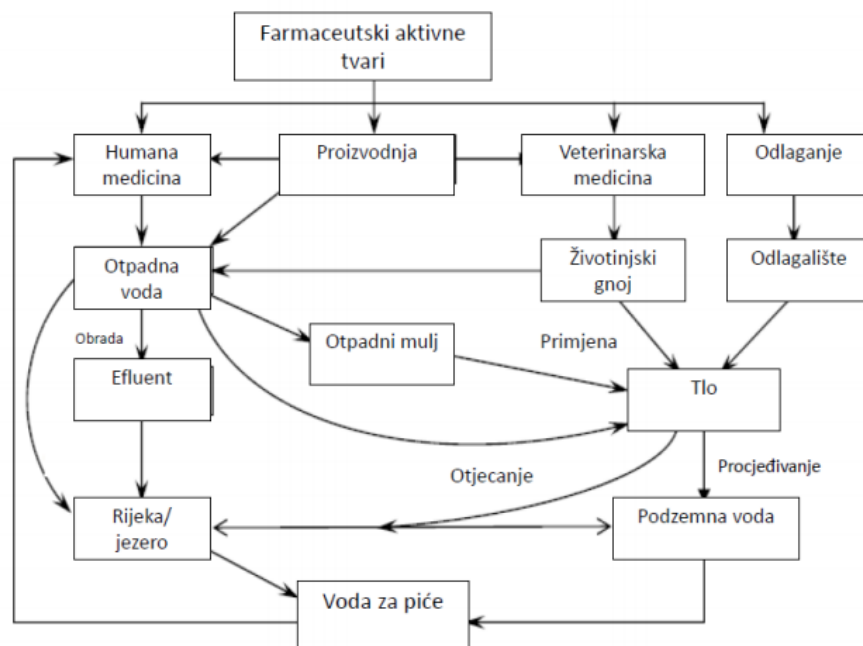 Farmaceutski aktivne
tvari
Humana
medicina
Proizvodnja
Veterinarska
medicina
Odlaganje
Otpadna
voda
Životinjski
gnoj
Odlagalište
Obrada
Otpadni mulj
Primjena
Efluent
Tlo
Otjecanje
Procjeđivanje
Rijeka/
jezero
Podzemna voda
Voda za piće